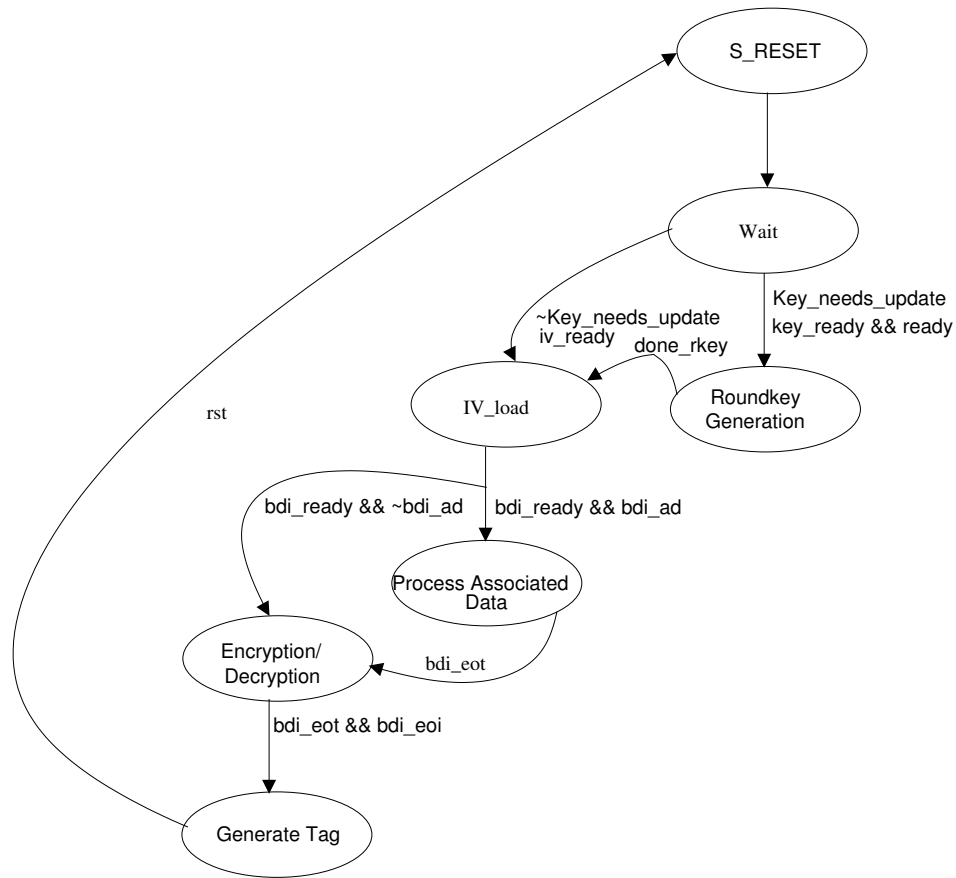 S_RESET
Wait
Key_needs_update
key_ready && ready
~Key_needs_update
iv_ready
done_rkey
Roundkey
Generation
IV_load
rst
bdi_ready && ~bdi_ad
bdi_ready && bdi_ad
Process Associated
Data
Encryption/
Decryption
bdi_eot
bdi_eot && bdi_eoi
Generate Tag